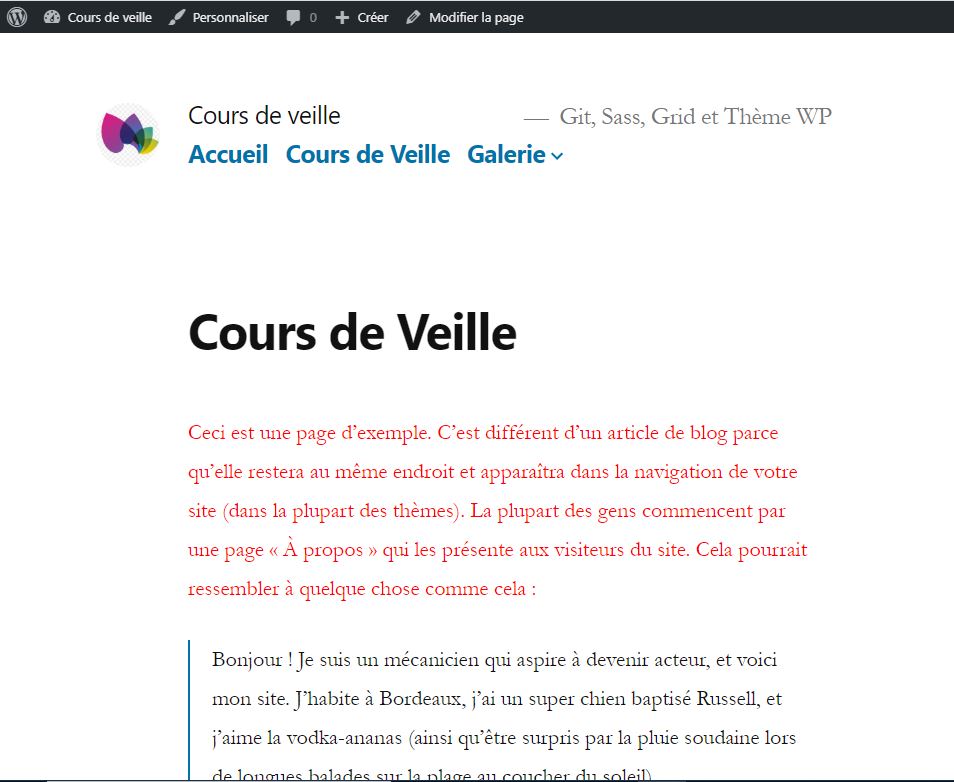 Cours de veille Personnaliser 0 Créer Modifier la page
Cours de veille — Git, Sass, Grid et Thème WP
Accueil Cours de Veille Galerie
Cours de Veille
Ceci est une page d’exemple. C’est différent d’un article de blog parce
qu’elle restera au même endroit et apparaîtra dans la navigation de votre
site (dans la plupart des thèmes). La plupart des gens commencent par
une page « À propos » qui les présente aux visiteurs du site. Cela pourrait
ressembler à quelque chose comme cela :
Bonjour ! Je suis un mécanicien qui aspire à devenir acteur, et voici
mon site. J’habite à Bordeaux, j’ai un super chien baptisé Russell, et
j’aime la vodka-ananas (ainsi qu’être surpris par la pluie soudaine lors
de longues balades sur la plage au coucher du soleil)